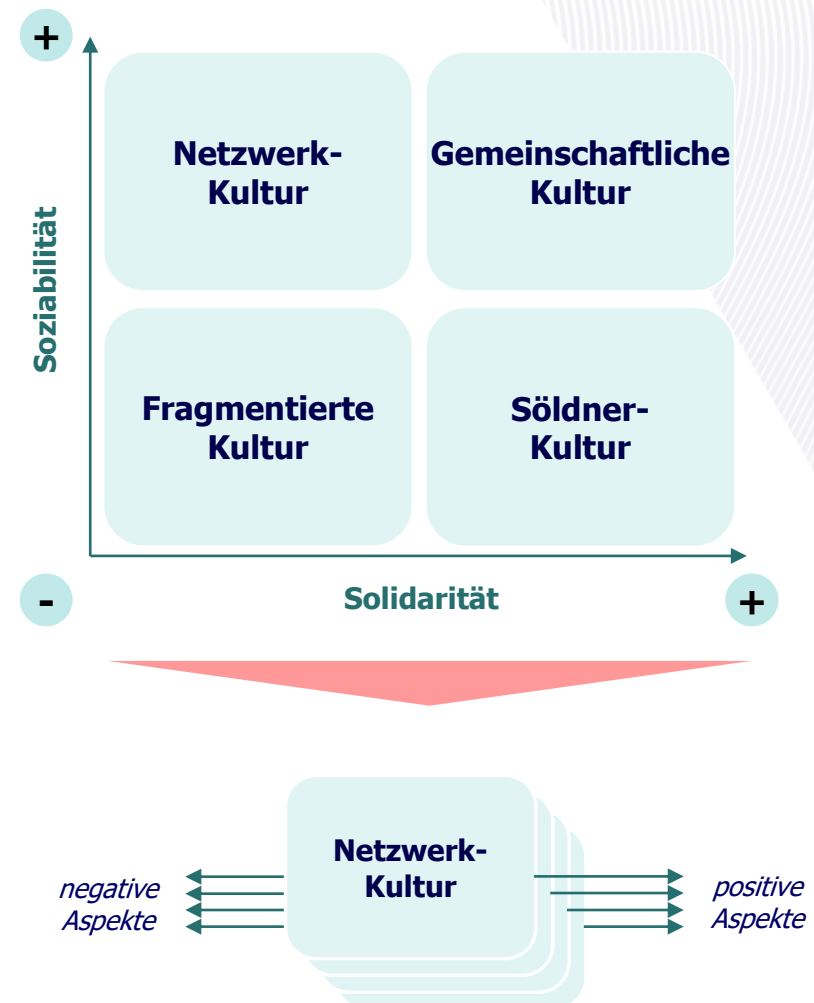 +
Soziabilität
Netzwerk-
Kultur
Gemeinschaftliche
Kultur
Fragmentierte
Kultur
Söldner-
Kultur
-
Solidarität
+
Netzwerk-
Kultur
negative
Aspekte
positive
Aspekte